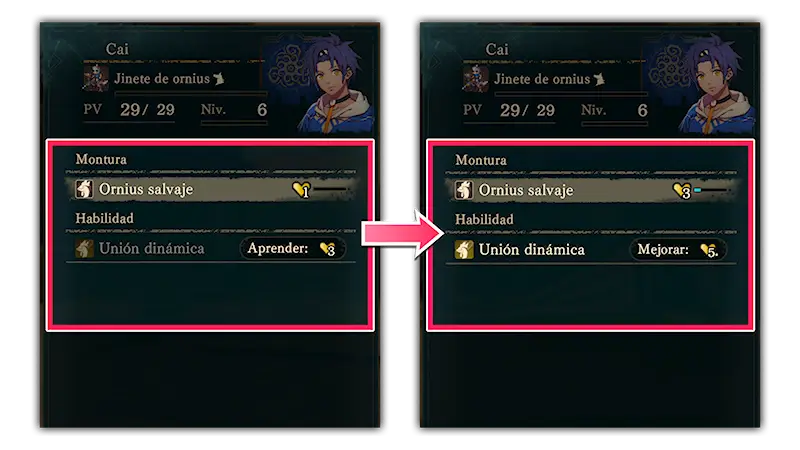 Cai
Jinete de ornius
PV 29/ 29 Niv. 6
Montura
Ornius salvaje 1
Habilidad
Unión dinámica Aprender: 3
Cai
Jinete de ornius
PV 29/ 29 Niv. 6
Montura
Ornius salvaje 3
Habilidad
Unión dinámica Mejorar: 5.